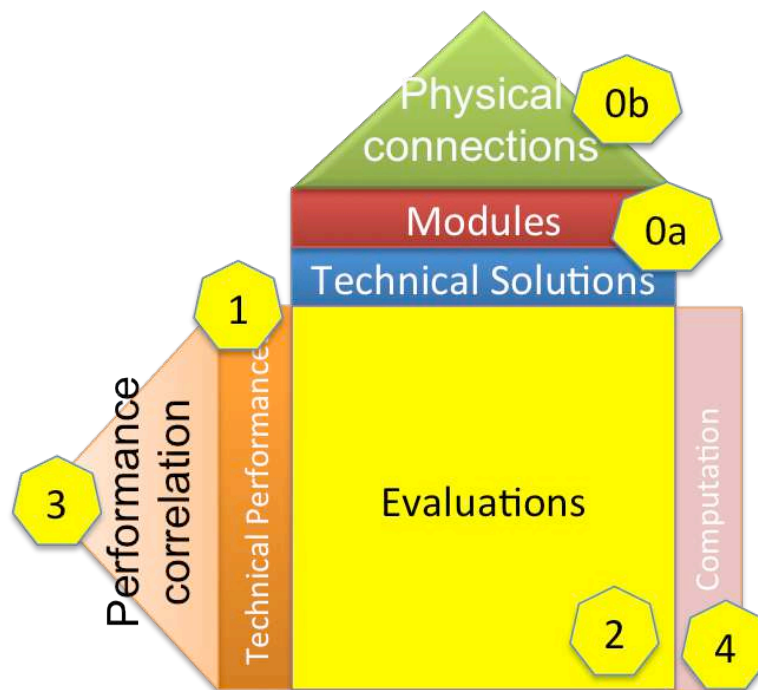 Physical
connections
0b
Modules
0a
Technical Solutions
1
Technical Performance
Performance
correlation
3
Evaluations
2
Computation
4